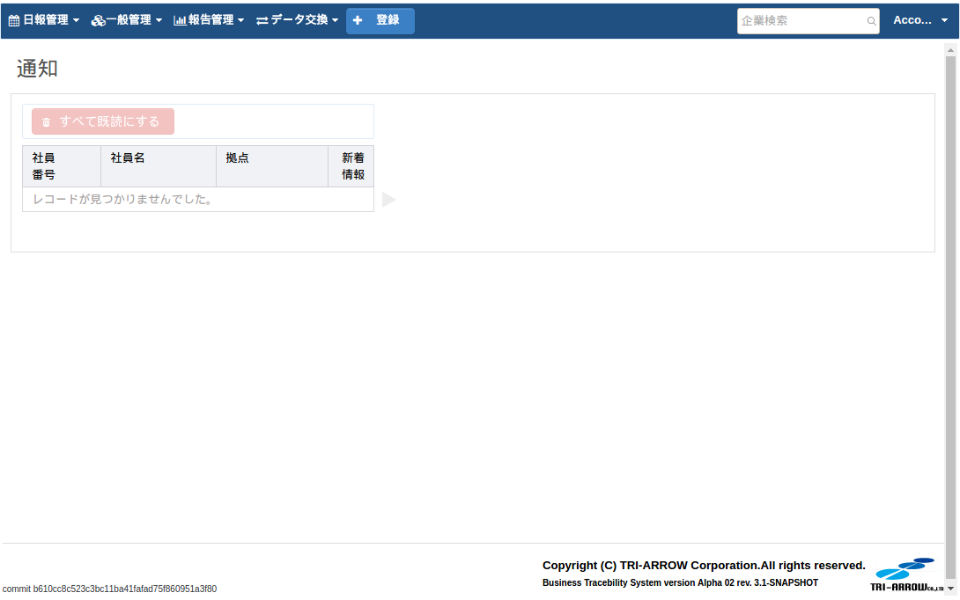 日報管理 一般管理 報告管理 データ交換 登録 企業検索 Acco...
通知
すべて既読にする
社員番号 社員名 拠点 新着情報
レコードが見つかりませんでした。
Copyright (C) TRI-ARROW Corporation.All rights reserved.
Business Tracebility System version Alpha 02 rev. 3.1-SNAPSHOT
TRI-ARROW CO.,LTD
commit b610cc8c523c3bc11ba41fafad75f860951a3f80